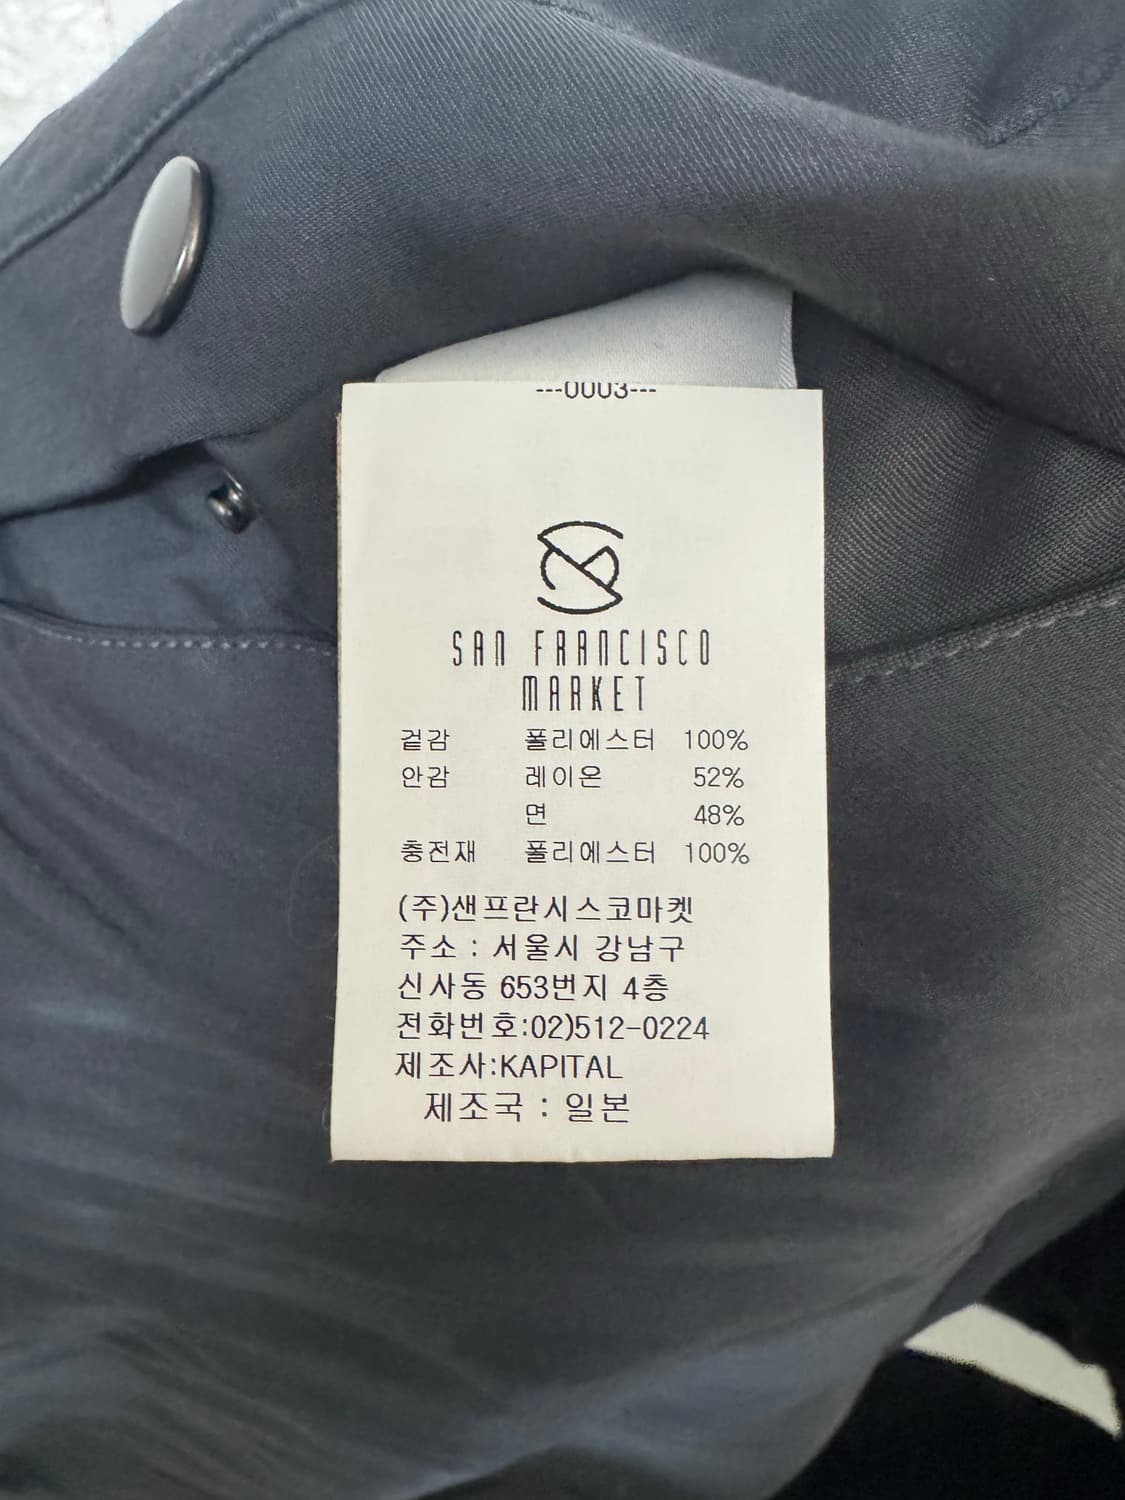 ---0003---
SAN FRANCISCO
MARKET
겉감 폴리에스터 100%
안감 레이온 52%
면 48%
충전재 폴리에스터 100%
(주)샌프란시스코마켓
주소 : 서울시 강남구
신사동 653번지 4층
전화번호:02)512-0224
제조사:KAPITAL
제조국 : 일본